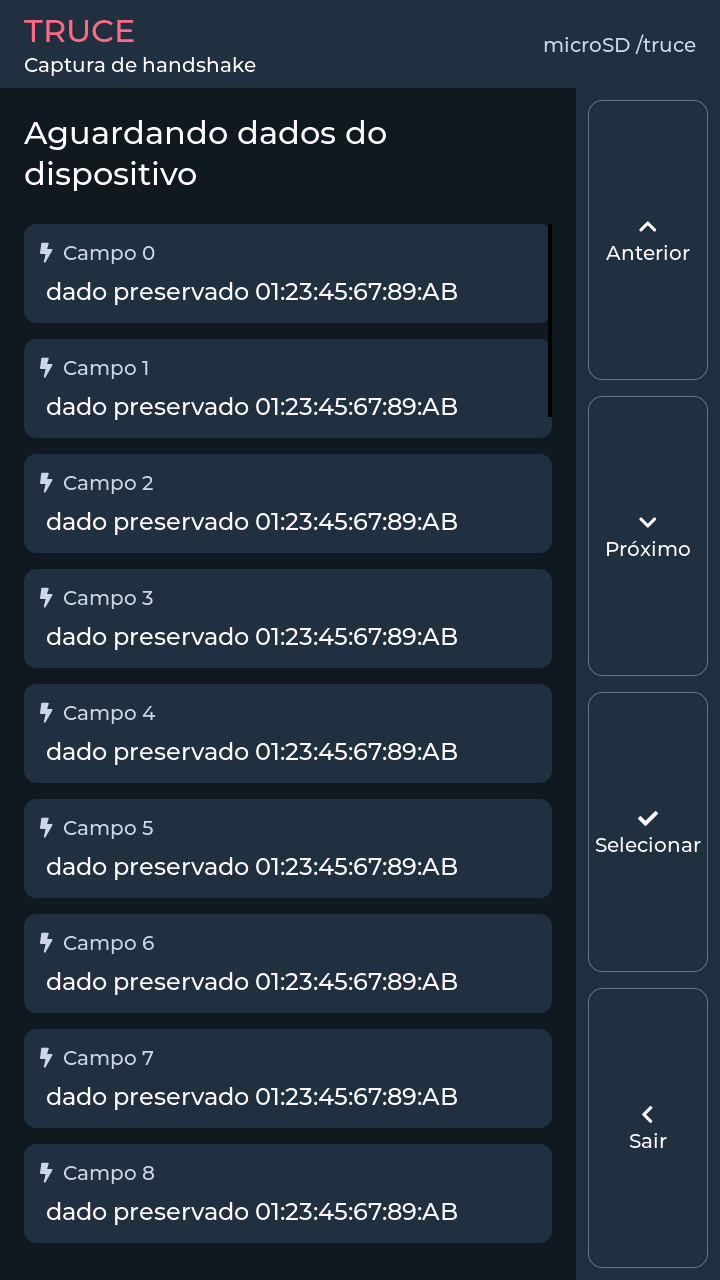 TRUCE
Captura de handshake
microSD /truce
Aguardando dados do
dispositivo
Campo 0
dado preservado 01:23:45:67:89:AB
Campo 1
dado preservado 01:23:45:67:89:AB
Campo 2
dado preservado 01:23:45:67:89:AB
Campo 3
dado preservado 01:23:45:67:89:AB
Campo 4
dado preservado 01:23:45:67:89:AB
Campo 5
dado preservado 01:23:45:67:89:AB
Campo 6
dado preservado 01:23:45:67:89:AB
Campo 7
dado preservado 01:23:45:67:89:AB
Campo 8
dado preservado 01:23:45:67:89:AB
Anterior
Próximo
Selecionar
Sair